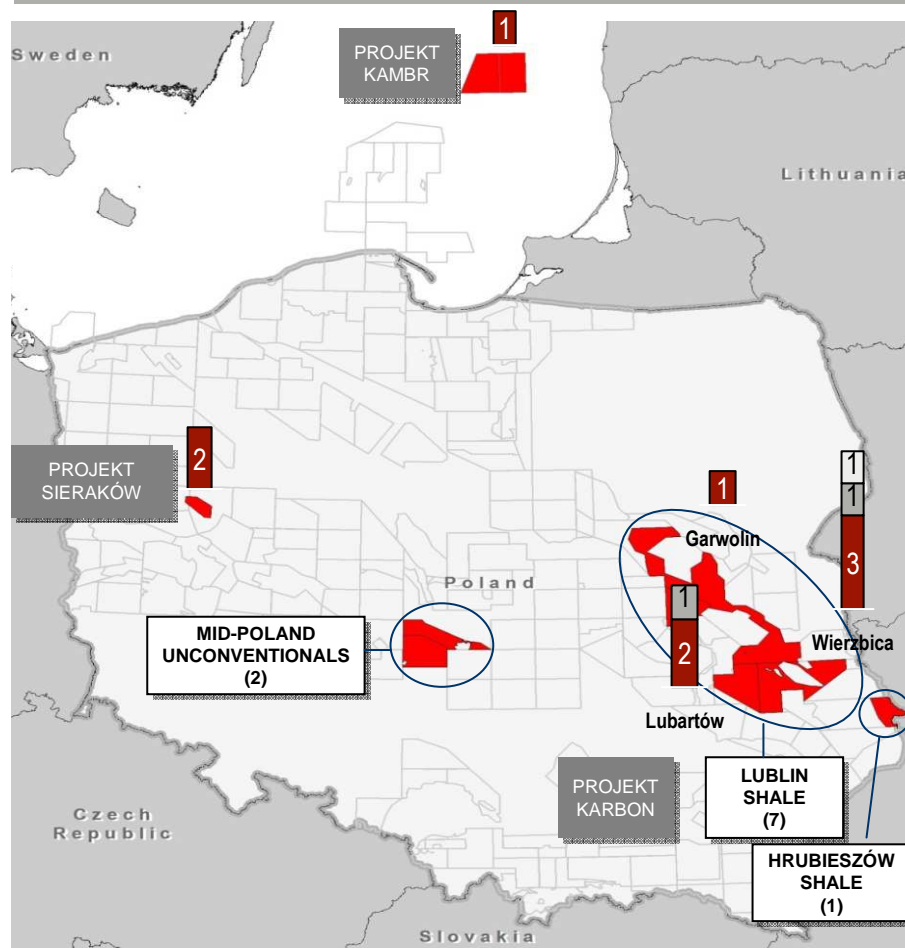 1
Sweden
PROJEKT
KAMBR
Lithuania
2
PROJEKT
SIERAKÓW
1
1
1
3
Garwolin
Poland
1
2
MID-POLAND
UNCONVENTIONALS
(2)
Wierzbica
Lubartów
PROJEKT
KARBON
LUBLIN
SHALE
(7)
Czech
Republic
HRUBIESZÓW
SHALE
(1)
Slovakia